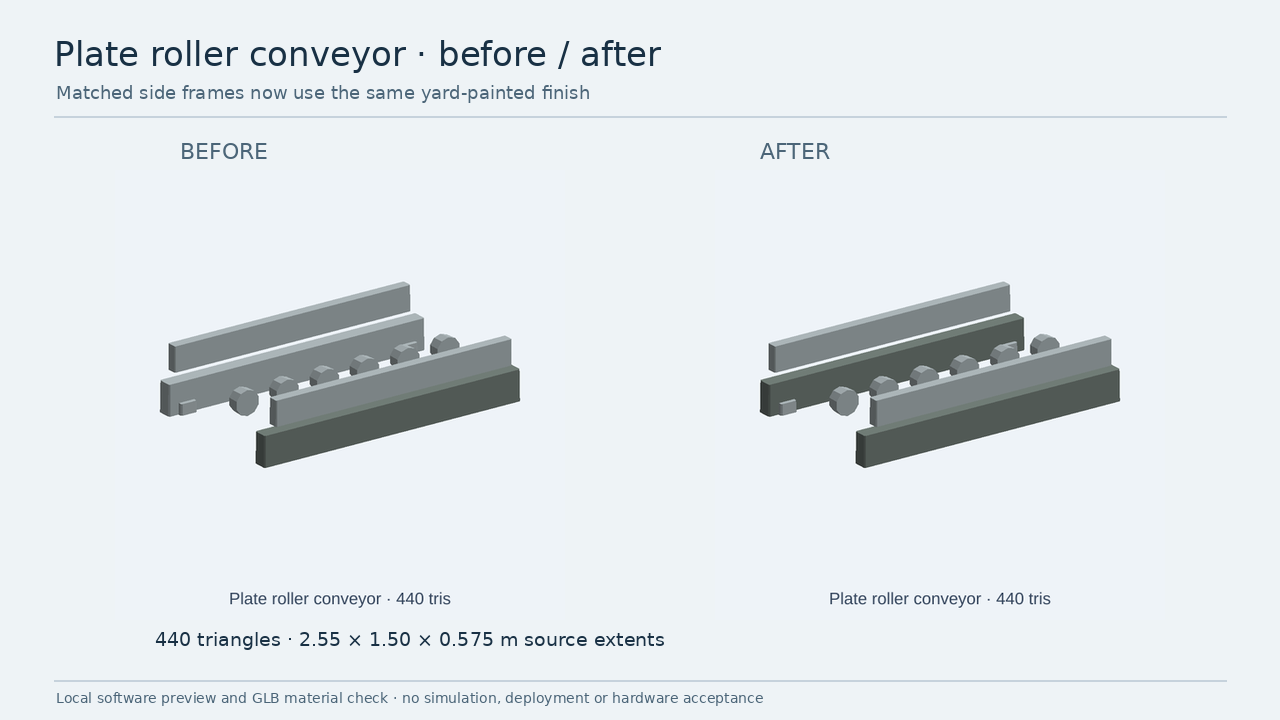 Plate roller conveyor · before / after
Matched side frames now use the same yard-painted finish
BEFORE
AFTER
Plate roller conveyor · 440 tris
Plate roller conveyor · 440 tris
440 triangles · 2.55 × 1.50 × 0.575 m source extents
Local software preview and GLB material check · no simulation, deployment or hardware acceptance